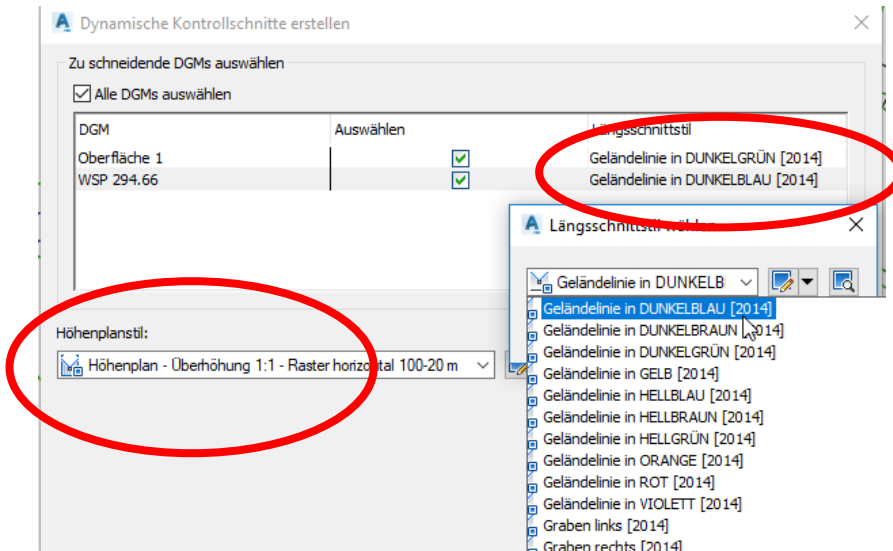 Dynamische Kontrollschnitte erstellen
Zu schneidende DGMs auswählen
Alle DGMs auswählen
DGM Auswählen Längsschnittstil
Oberfläche 1 Geländelinie in DUNKELGRÜN [2014]
WSP 294.66 Geländelinie in DUNKELBLAU [2014]
Längsschnittstil wählen
Geländelinie in DUNKELB
Geländelinie in DUNKELBLAU [2014]
Geländelinie in DUNKELBRAUN [2014]
Geländelinie in DUNKELGRÜN [2014]
Geländelinie in GELB [2014]
Geländelinie in HELLBLAU [2014]
Geländelinie in HELLBRAUN [2014]
Geländelinie in HELLGRÜN [2014]
Geländelinie in ORANGE [2014]
Geländelinie in ROT [2014]
Geländelinie in VIOLETT [2014]
Graben links [2014]
Graben rechts [2014]
Höhenplanstil:
Höhenplan - Überhöhung 1:1 - Raster horizontal 100-20 m